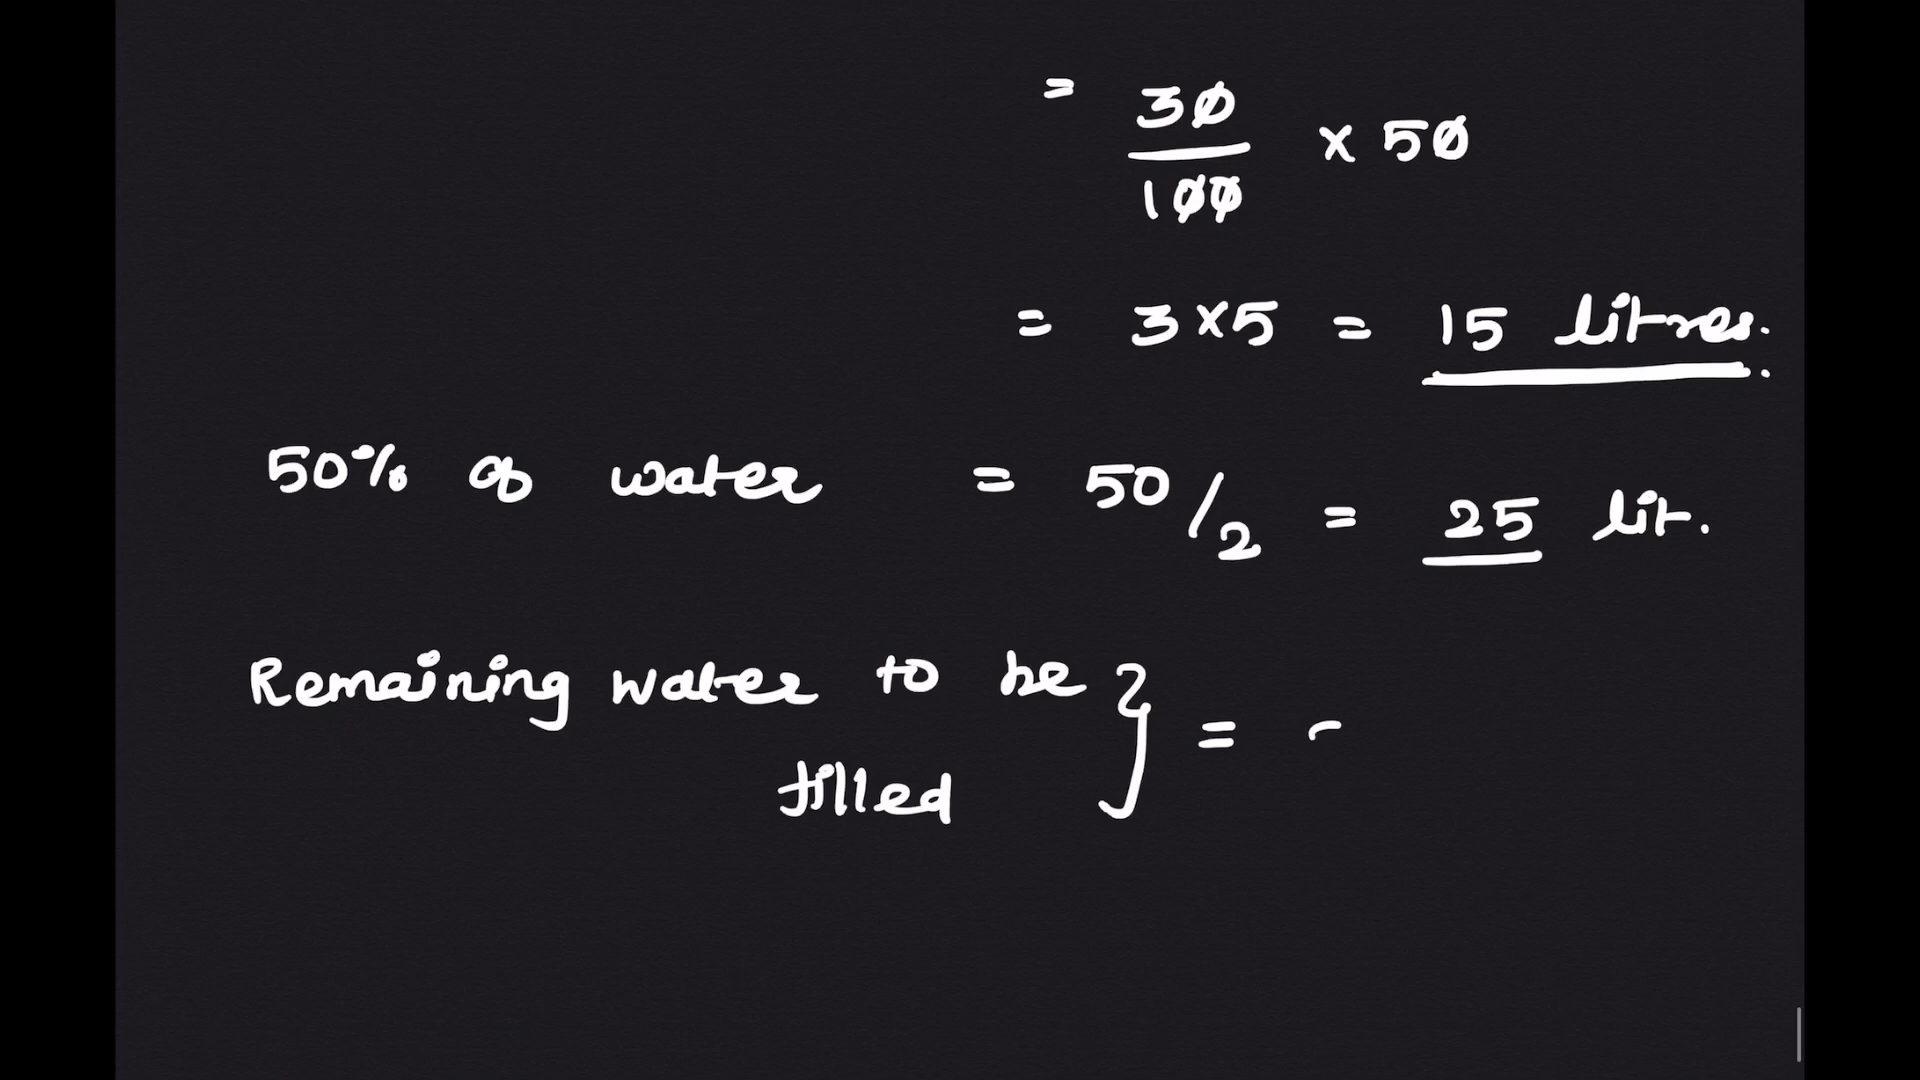 = 30/100 x 50
= 3 x 5 = 15 litres.
50% of water = 50/2 = 25 lit.
Remaining water to be } =
filled